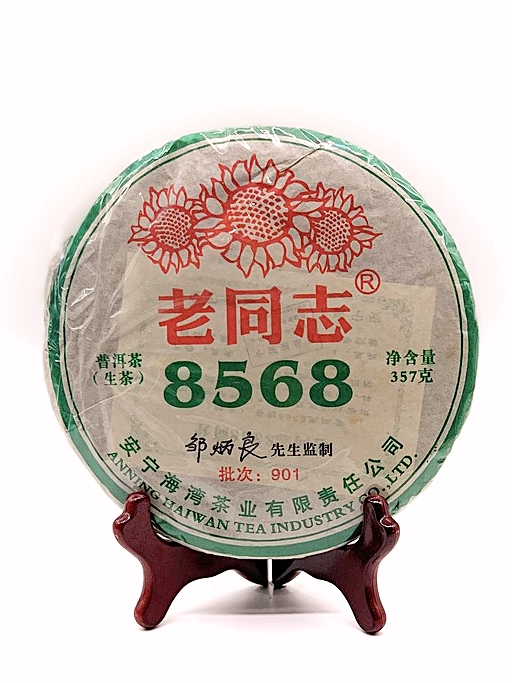 老同志®
普洱茶
（生茶）
8568
净含量
357克
邹炳良 先生监制
批次：901
安宁海湾茶业有限责任公司
ANNING HAIWAN TEA INDUSTRY CO.,LTD.